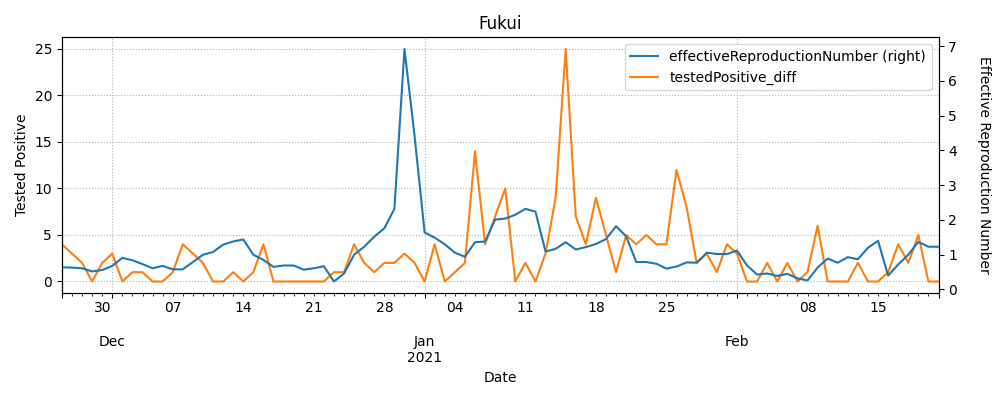 Fukui
effectiveReproductionNumber (right)
testedPositive_diff
Tested Positive
25
20
15
10
5
0
7
6
5
4
3
2
1
0
Effective Reproduction Number
30 07 14 21 28 04 11 18 25 08 15
Dec Jan Feb
2021
Date